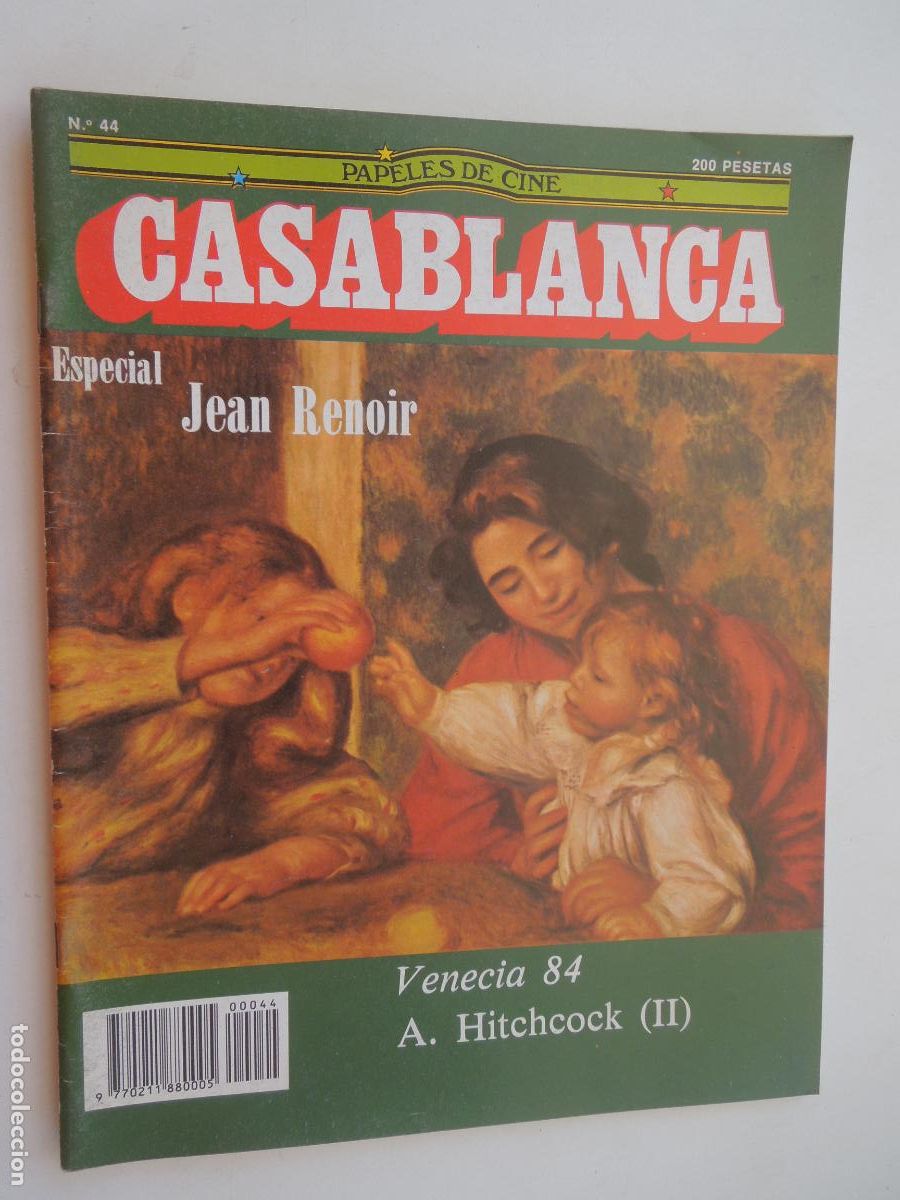 N.º 44
PAPELES DE CINE
200 PESETAS
CASABLANCA
Especial
Jean Renoir
Venecia 84
A. Hitchcock (II)
00044
9 770211 880005
todocoleccion